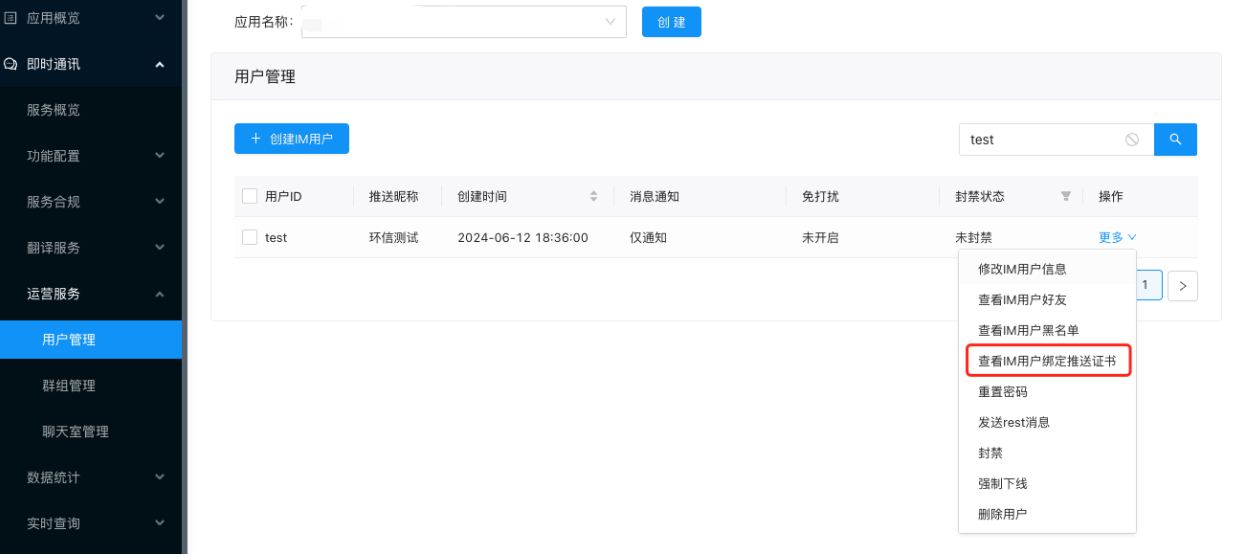 应用概览
应用名称:
创 建
即时通讯
用户管理
服务概览
+ 创建IM用户
test
功能配置
用户ID 推送昵称 创建时间 消息通知 免打扰 封禁状态 操作
服务合规
test 环信测试 2024-06-12 18:36:00 仅通知 未开启 未封禁 更多
翻译服务
修改IM用户信息
1 >
运营服务
查看IM用户好友
查看IM用户黑名单
用户管理
查看IM用户绑定推送证书
群组管理
重置密码
发送rest消息
聊天室管理
封禁
数据统计
强制下线
删除用户
实时查询